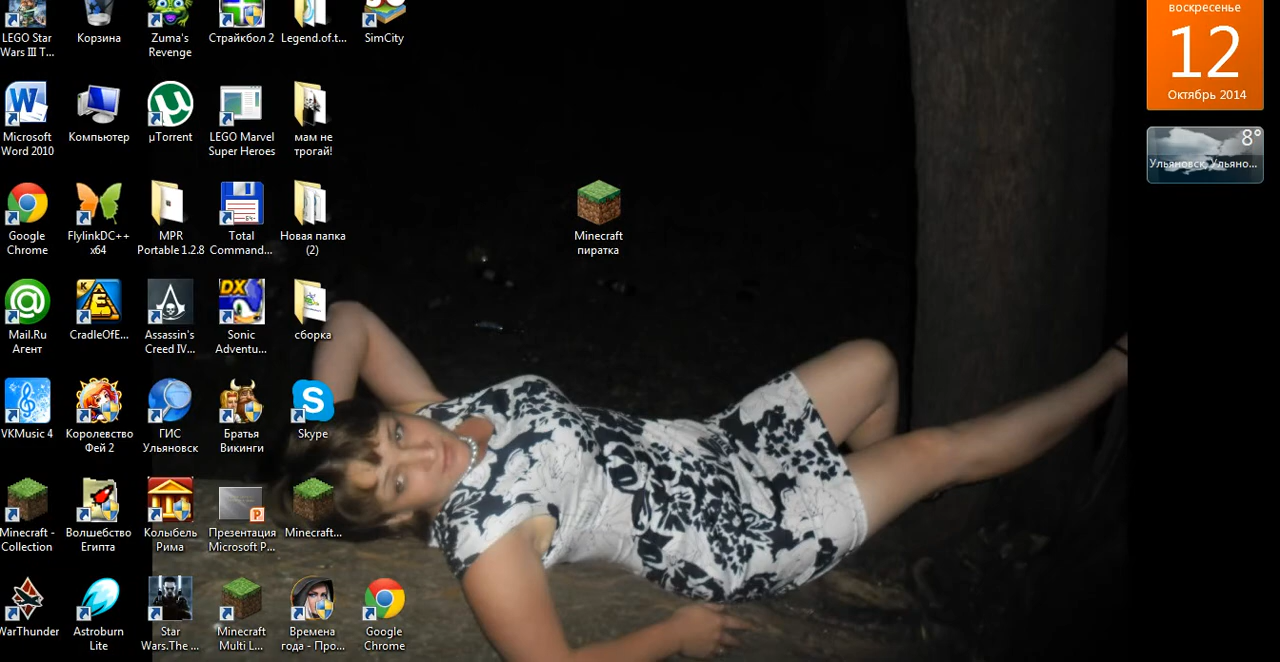 LEGO Star
Wars III T...
Корзина
Zuma's
Revenge
Страйкбол 2
Legend.of.t...
SimCity
Microsoft
Word 2010
Компьютер
µTorrent
LEGO Marvel
Super Heroes
мам не
трогай!
Google
Chrome
FlylinkDC++
x64
MPR
Portable 1.2.8
Total
Command...
Новая папка
(2)
Minecraft
пиратка
Mail.Ru
Агент
CradleOfE...
Assassin's
Creed IV...
Sonic
Adventu...
сборка
VKMusic 4
Королевство
Фей 2
ГИС
Ульяновск
Братья
Викинги
Skype
Minecraft -
Collection
Волшебство
Египта
Колыбель
Рима
Презентация
Microsoft P...
Minecraft...
WarThunder
Astroburn
Lite
Star
Wars.The ...
Minecraft
Multi L...
Времена
года - Про...
Google
Chrome
воскресенье
12
Октябрь 2014
8°
Ульяновск, Ульяно...